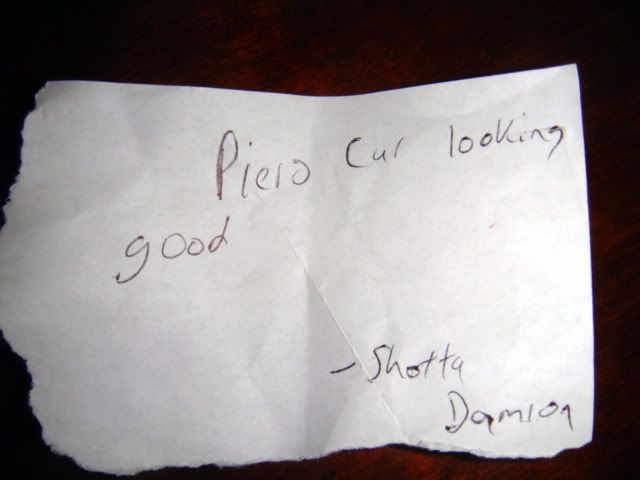 Piero Car looking
good
- Shotta
Damion